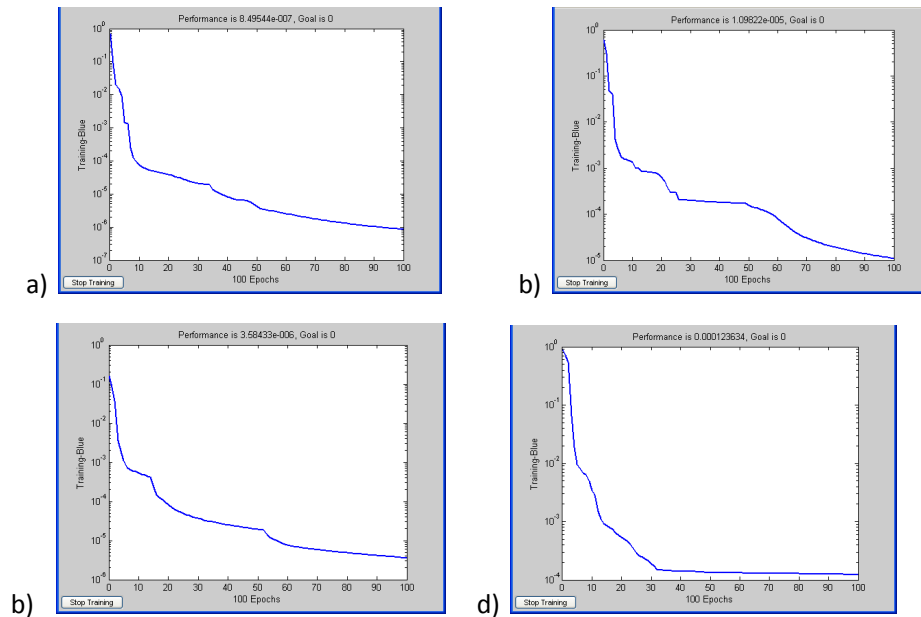 Performance is 8.49544e-007, Goal is 0
10^0
10^-1
10^-2
10^-3
10^-4
10^-5
10^-6
10^-7
Training-Blue
0 10 20 30 40 50 60 70 80 90 100
100 Epochs
Stop Training
a)
Performance is 1.09822e-005, Goal is 0
10^0
10^-1
10^-2
10^-3
10^-4
10^-5
Training-Blue
0 10 20 30 40 50 60 70 80 90 100
100 Epochs
Stop Training
b)
Performance is 3.58433e-006, Goal is 0
10^0
10^-1
10^-2
10^-3
10^-4
10^-5
10^-6
Training-Blue
0 10 20 30 40 50 60 70 80 90 100
100 Epochs
Stop Training
b)
Performance is 0.000123634, Goal is 0
10^0
10^-1
10^-2
10^-3
10^-4
Training-Blue
0 10 20 30 40 50 60 70 80 90 100
100 Epochs
Stop Training
d)